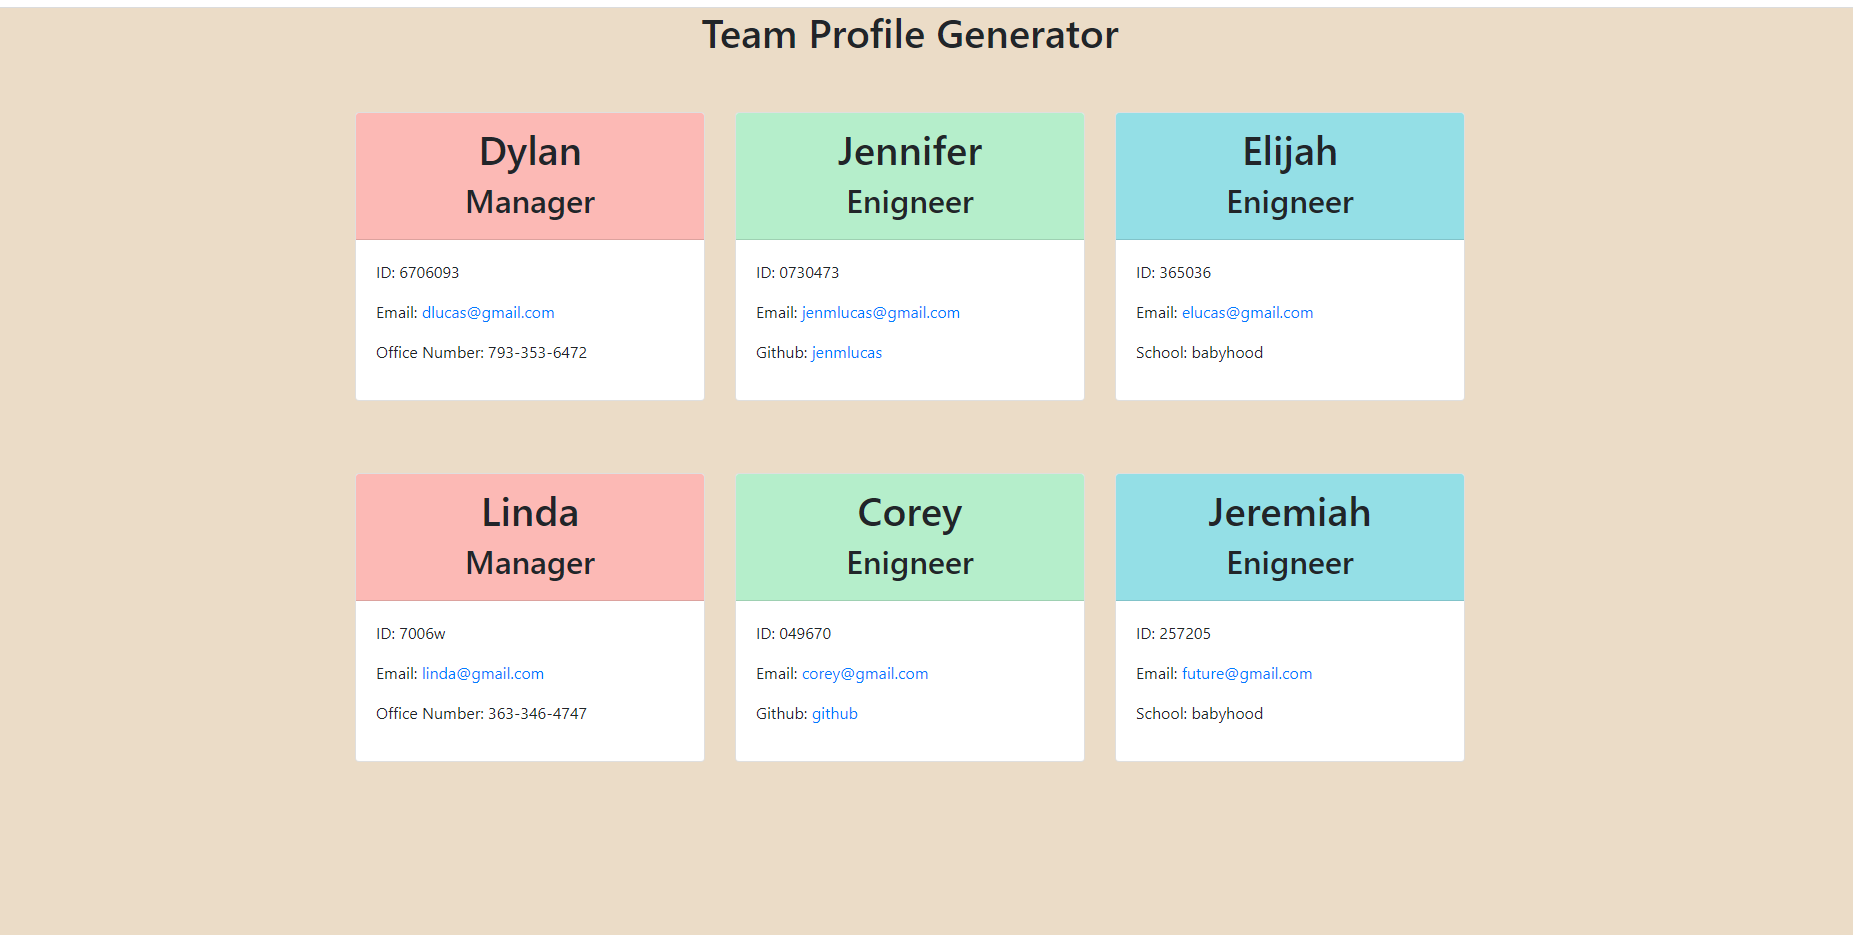 Team Profile Generator
Dylan
Manager
ID: 6706093
Email: dlucas@gmail.com
Office Number: 793-353-6472
Jennifer
Enigneer
ID: 0730473
Email: jenmlucas@gmail.com
Github: jenmlucas
Elijah
Enigneer
ID: 365036
Email: elucas@gmail.com
School: babyhood
Linda
Manager
ID: 7006w
Email: linda@gmail.com
Office Number: 363-346-4747
Corey
Enigneer
ID: 049670
Email: corey@gmail.com
Github: github
Jeremiah
Enigneer
ID: 257205
Email: future@gmail.com
School: babyhood